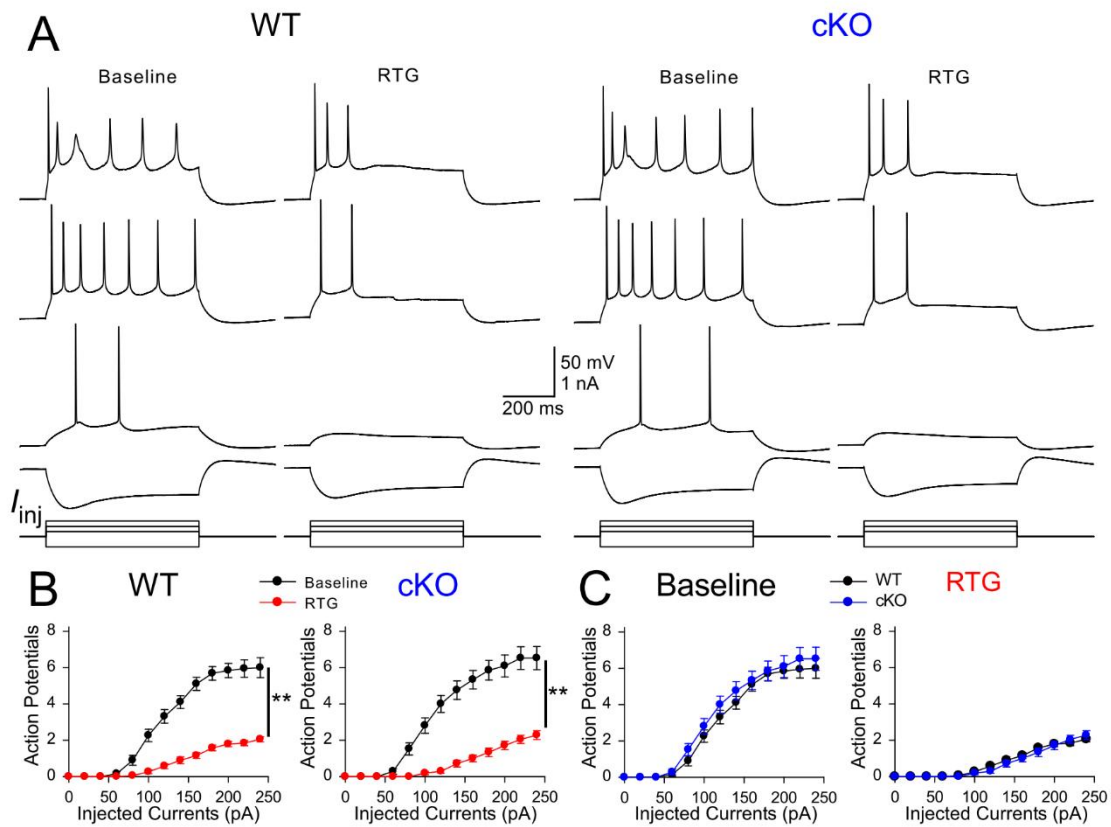 A
WT
cKO
Baseline
RTG
Baseline
RTG
50 mV
1 nA
200 ms
Iinj
B
WT
Baseline
RTG
cKO
C
Baseline
WT
cKO
RTG
Action Potentials
8
6
4
2
0
**
0 50 100 150 200 250
Injected Currents (pA)
Action Potentials
8
6
4
2
0
**
0 50 100 150 200 250
Injected Currents (pA)
Action Potentials
8
6
4
2
0
0 50 100 150 200 250
Injected Currents (pA)
Action Potentials
8
6
4
2
0
0 50 100 150 200 250
Injected Currents (pA)